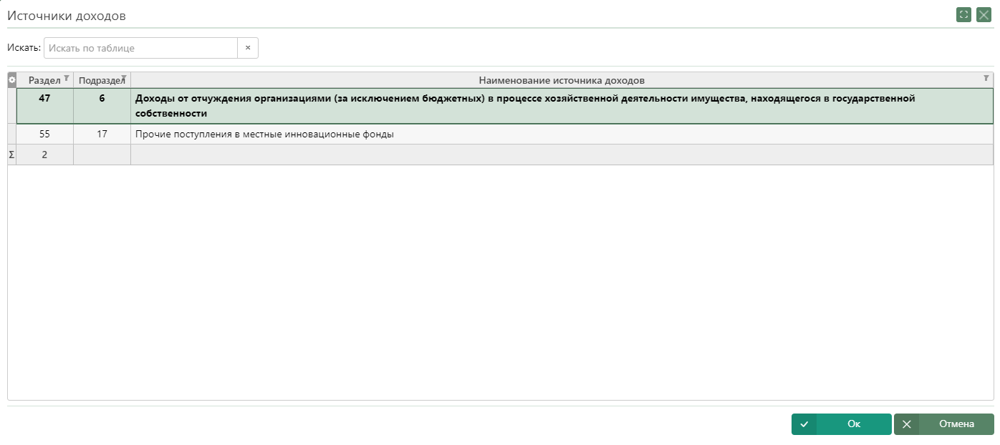 Источники доходов
Искать: Искать по таблице ×
Раздел Подраздел Наименование источника доходов
47 6 Доходы от отчуждения организациями (за исключением бюджетных) в процессе хозяйственной деятельности имущества, находящегося в государственной
собственности
55 17 Прочие поступления в местные инновационные фонды
Σ 2
Ок Отмена